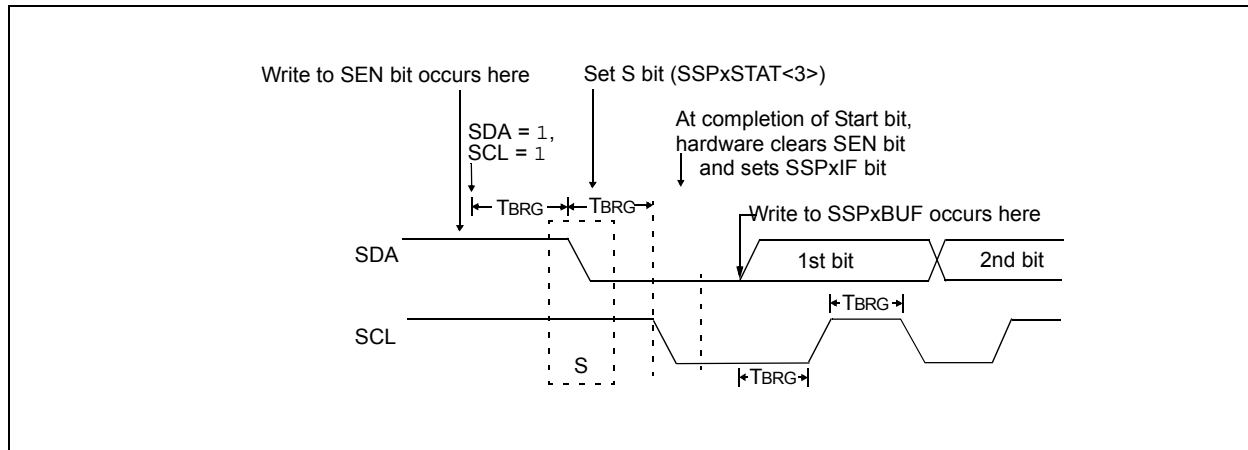 Write to SEN bit occurs here
Set S bit (SSPxSTAT<3>)
SDA = 1,
SCL = 1
At completion of Start bit,
hardware clears SEN bit
and sets SSPxIF bit
TBRG
TBRG
Write to SSPxBUF occurs here
SDA
1st bit
2nd bit
TBRG
SCL
S
TBRG